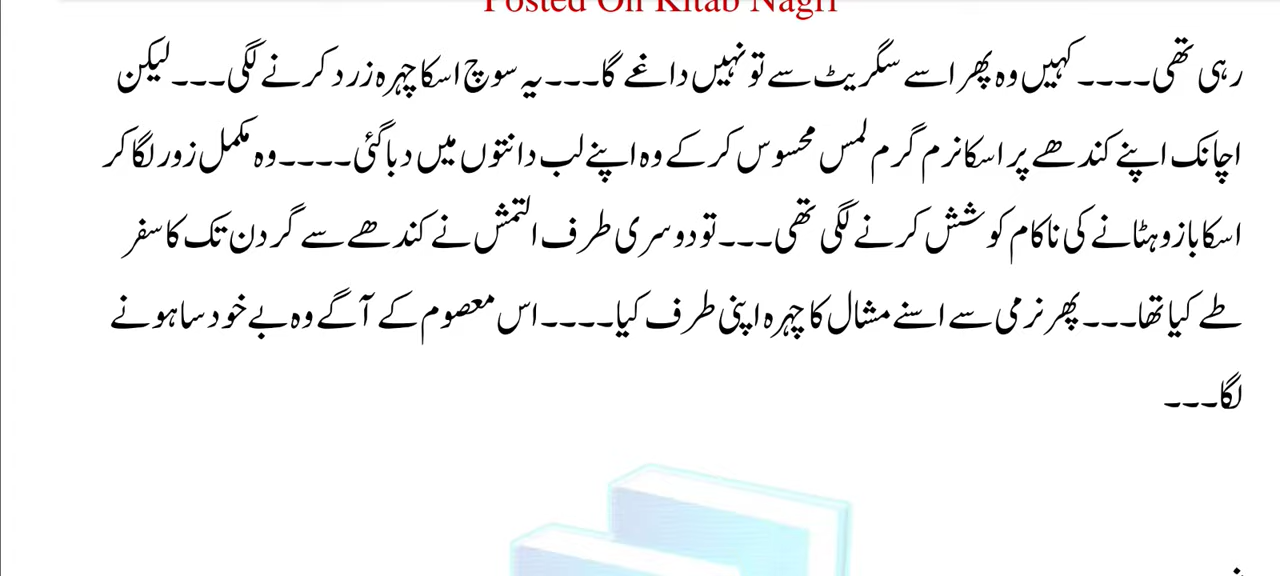 Posted On Kitab Nagri
رہی تھی۔۔۔۔ کہیں وہ پھر اسے سگریٹ سے تو نہیں داغے گا۔۔۔ یہ سوچ اسکا چہرہ زرد کرنے لگی۔۔۔ لیکن
اچانک اپنے کندھے پر اسکا نرم گرم لمس محسوس کر کے وہ اپنے لب دانتوں میں دبا گئی۔۔۔۔ وہ مکمل زور لگا کر
اسکا بازو ہٹانے کی ناکام کوشش کرنے لگی تھی۔۔۔ تو دوسری طرف التمش نے کندھے سے گردن تک کا سفر
طے کیا تھا۔۔۔ پھر نرمی سے اسنے مشال کا چہرہ اپنی طرف کیا۔۔۔۔ اس معصوم کے آگے وہ بے خود سا ہونے
لگا۔۔۔